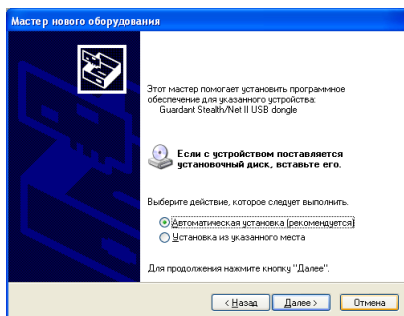 Мастер нового оборудования
Этот мастер помогает установить программное
обеспечение для указанного устройства:
Guardant Stealth/Net II USB dongle
Если с устройством поставляется
установочный диск, вставьте его.
Выберите действие, которое следует выполнить.
Автоматическая установка (рекомендуется)
Установка из указанного места
Для продолжения нажмите кнопку "Далее".
< Назад
Далее >
Отмена